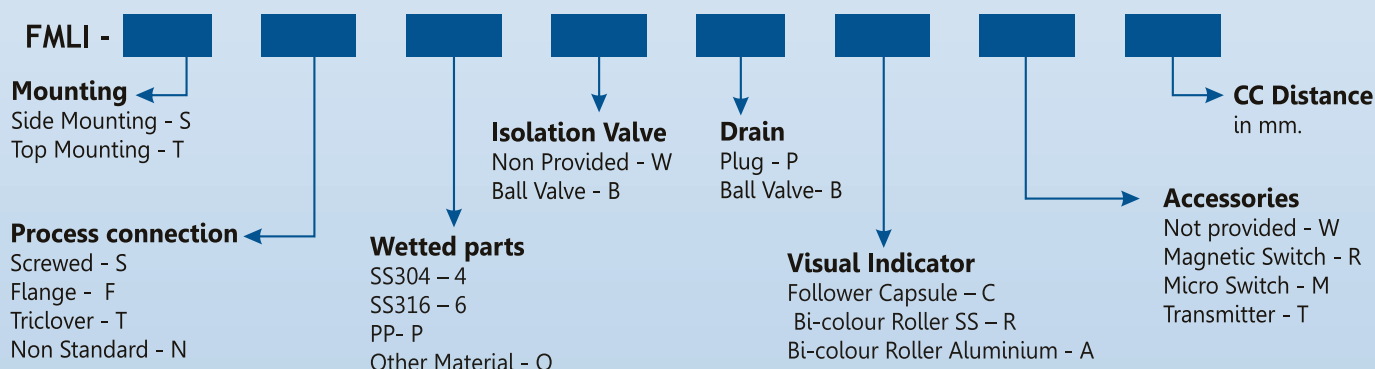 FMLI -
Mounting
Side Mounting - S
Top Mounting - T
Process connection
Screwed - S
Flange - F
Triclover - T
Non Standard - N
Wetted parts
SS304 – 4
SS316 – 6
PP- P
Other Material - O
Isolation Valve
Non Provided - W
Ball Valve - B
Drain
Plug - P
Ball Valve- B
Visual Indicator
Follower Capsule – C
Bi-colour Roller SS – R
Bi-colour Roller Aluminium - A
Accessories
Not provided - W
Magnetic Switch - R
Micro Switch - M
Transmitter - T
CC Distance
in mm.